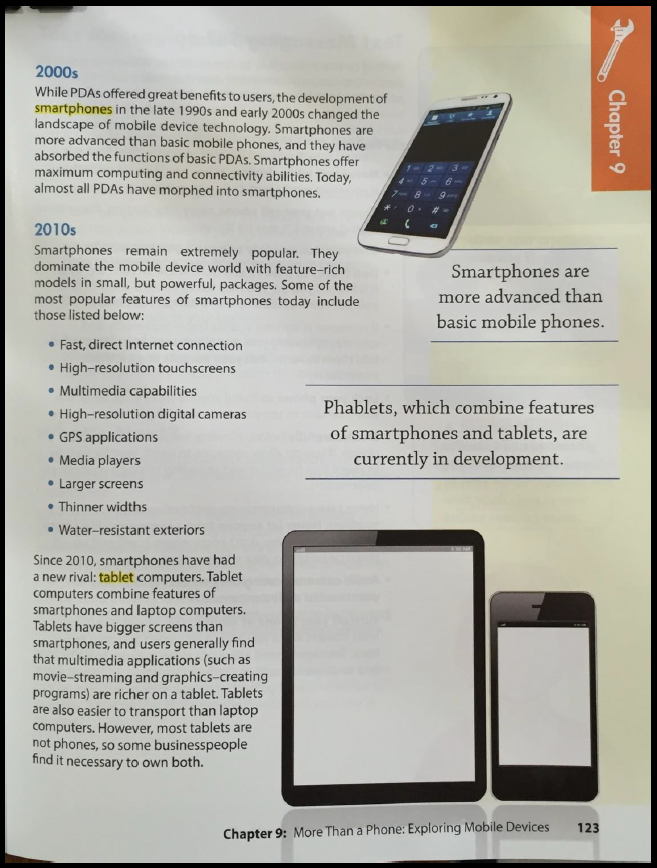 2000s
While PDAs offered great benefits to users, the development of
smartphones in the late 1990s and early 2000s changed the
landscape of mobile device technology. Smartphones are
more advanced than basic mobile phones, and they have
absorbed the functions of basic PDAs. Smartphones offer
maximum computing and connectivity abilities. Today,
almost all PDAs have morphed into smartphones.
Chapter 9
1 2 3
4 5 6
7 8 9
* 0 #
2010s
Smartphones remain extremely popular. They
dominate the mobile device world with feature-rich
models in small, but powerful, packages. Some of the
most popular features of smartphones today include
those listed below:
Smartphones are
more advanced than
basic mobile phones.
• Fast, direct Internet connection
• High-resolution touchscreens
• Multimedia capabilities
• High-resolution digital cameras
• GPS applications
• Media players
• Larger screens
• Thinner widths
• Water-resistant exteriors
Phablets, which combine features
of smartphones and tablets, are
currently in development.
Since 2010, smartphones have had
a new rival: tablet computers. Tablet
computers combine features of
smartphones and laptop computers.
Tablets have bigger screens than
smartphones, and users generally find
that multimedia applications (such as
movie-streaming and graphics-creating
programs) are richer on a tablet. Tablets
are also easier to transport than laptop
computers. However, most tablets are
not phones, so some businesspeople
find it necessary to own both.
Chapter 9: More Than a Phone: Exploring Mobile Devices 123